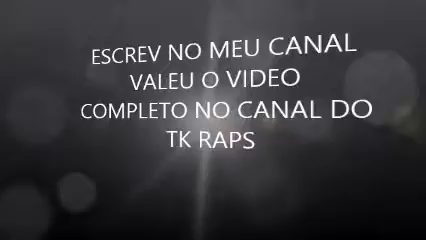 ESCREV NO MEU CANAL
VALEU O VIDEO
COMPLETO NO CANAL DO
TK RAPS